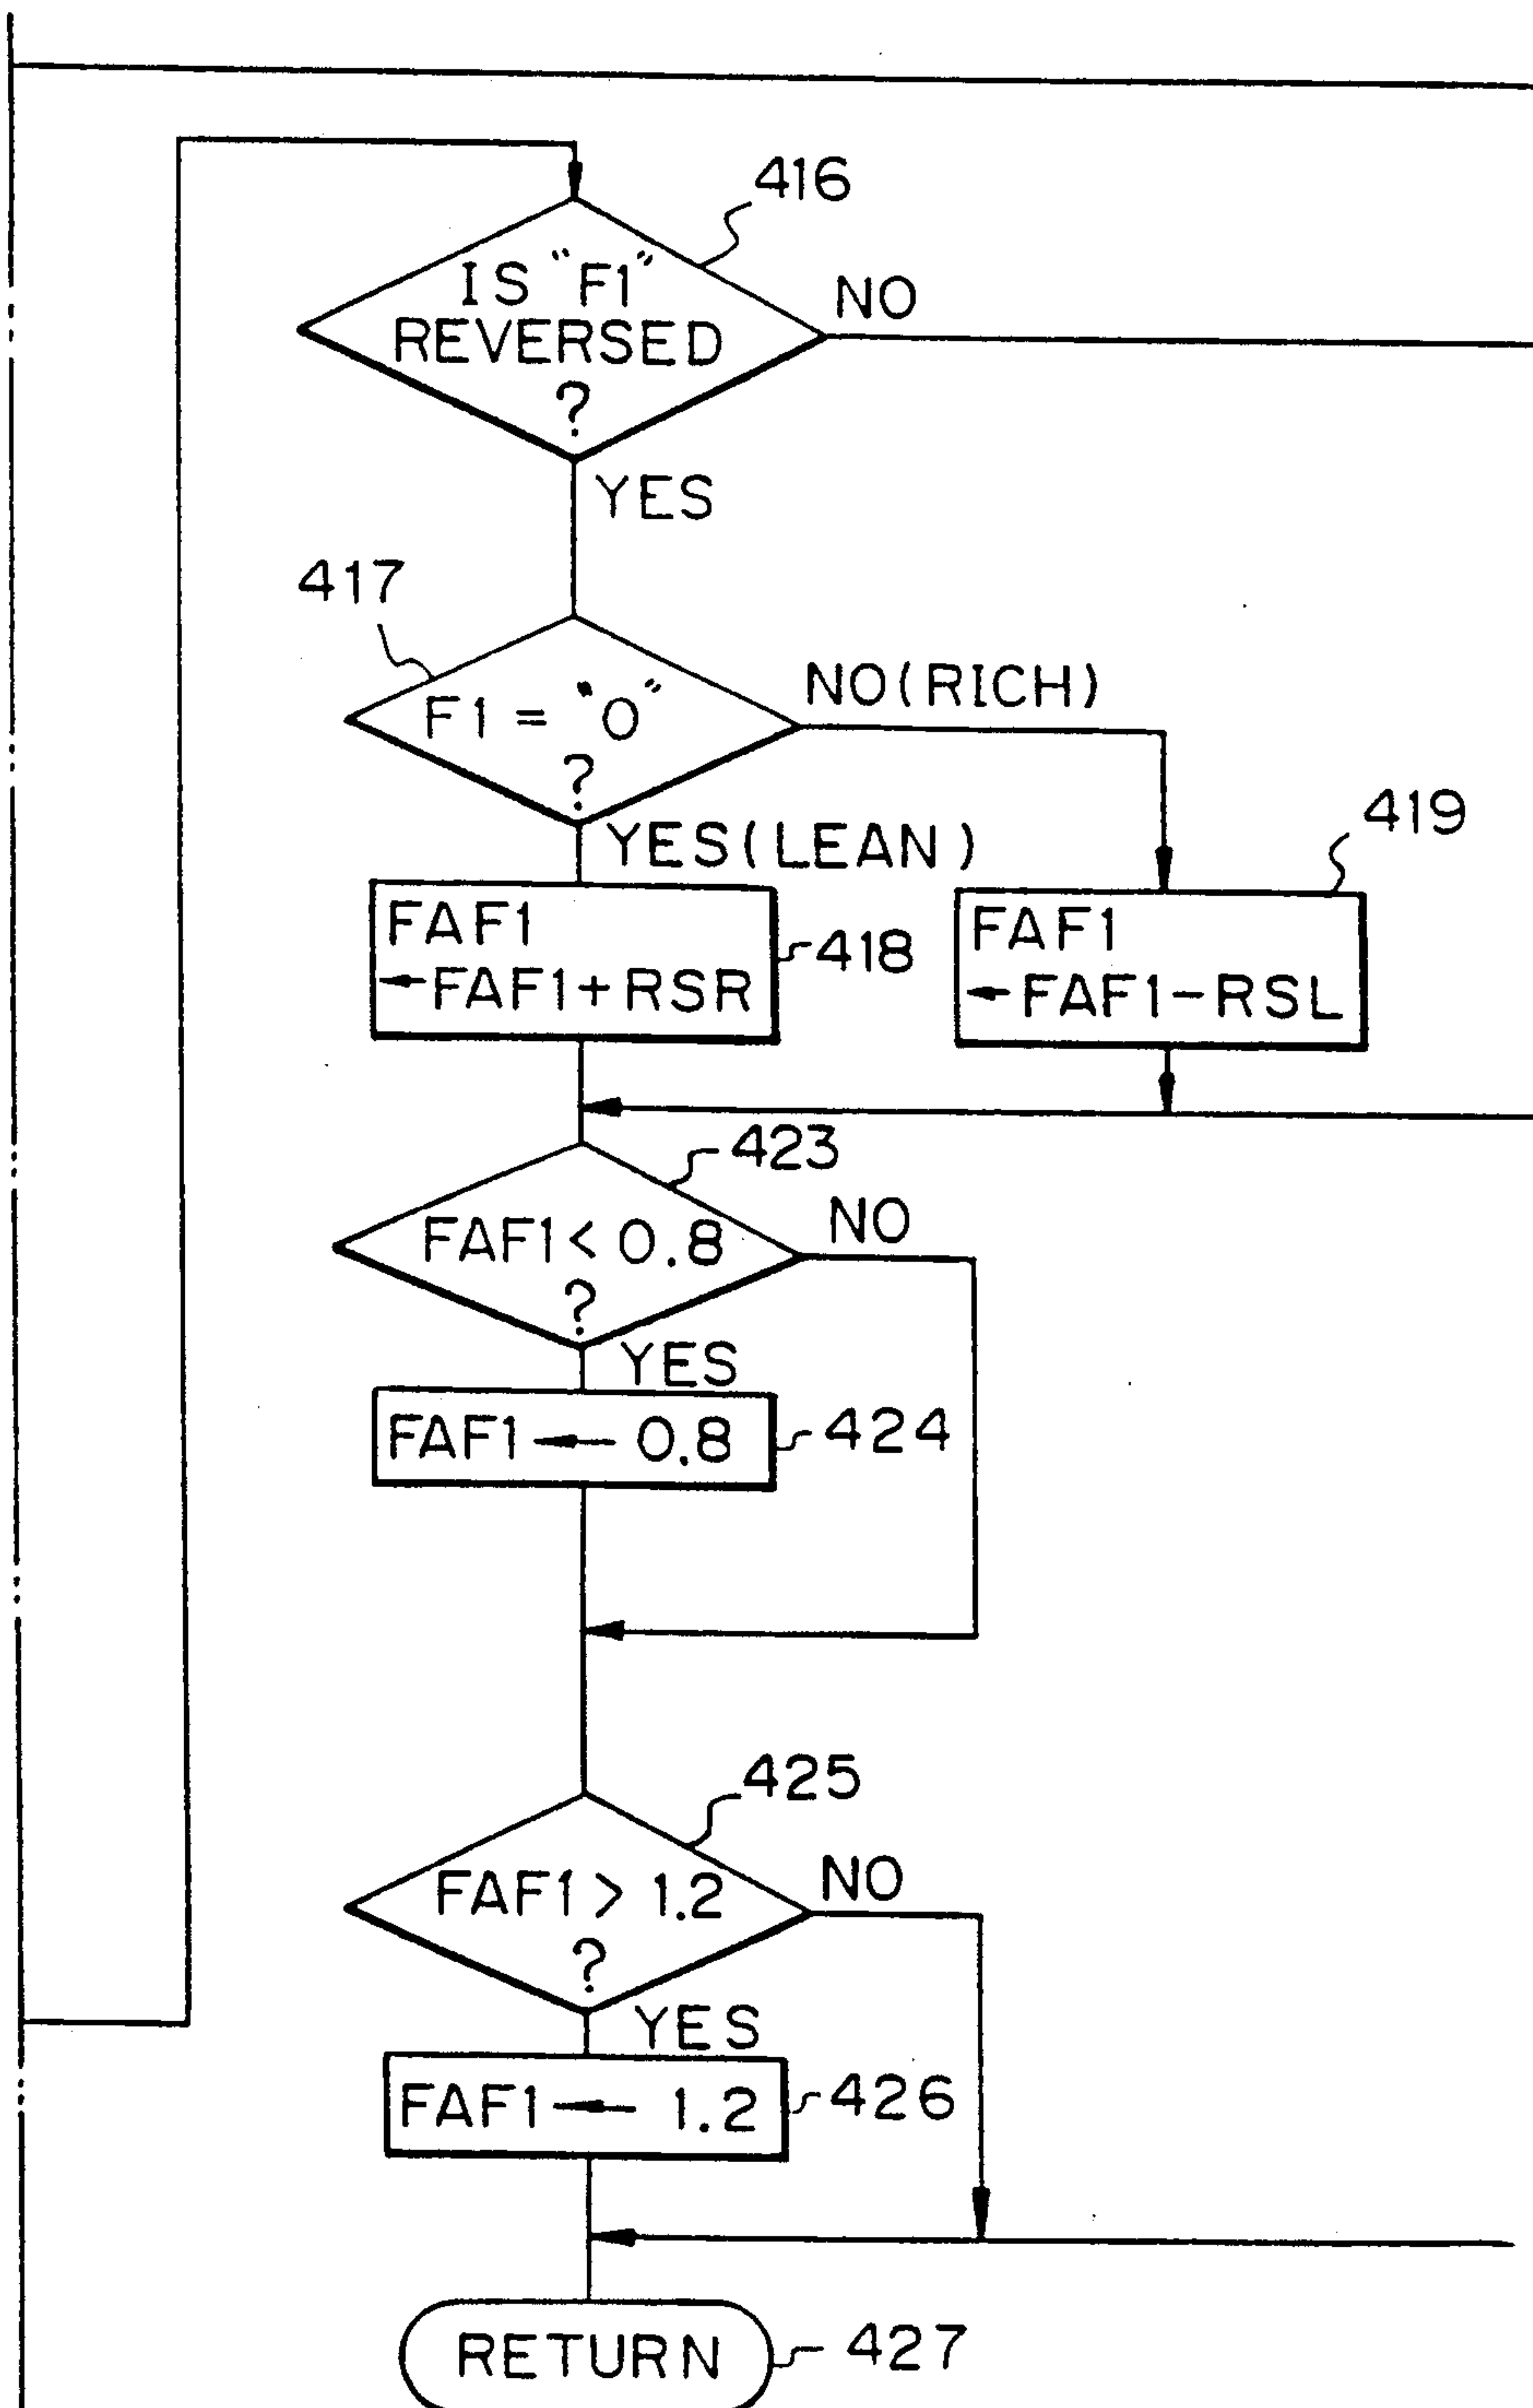 416
IS "F1"
REVERSED
?
NO
YES
417
F1 = "0"
?
NO(RICH)
YES(LEAN)
419
FAF1
←FAF1+RSR
418
FAF1
←FAF1-RSL
423
FAF1< 0.8
?
NO
YES
FAF1 ← 0.8
424
425
FAF1 > 1.2
?
NO
YES
FAF1 ← 1.2
426
RETURN
427